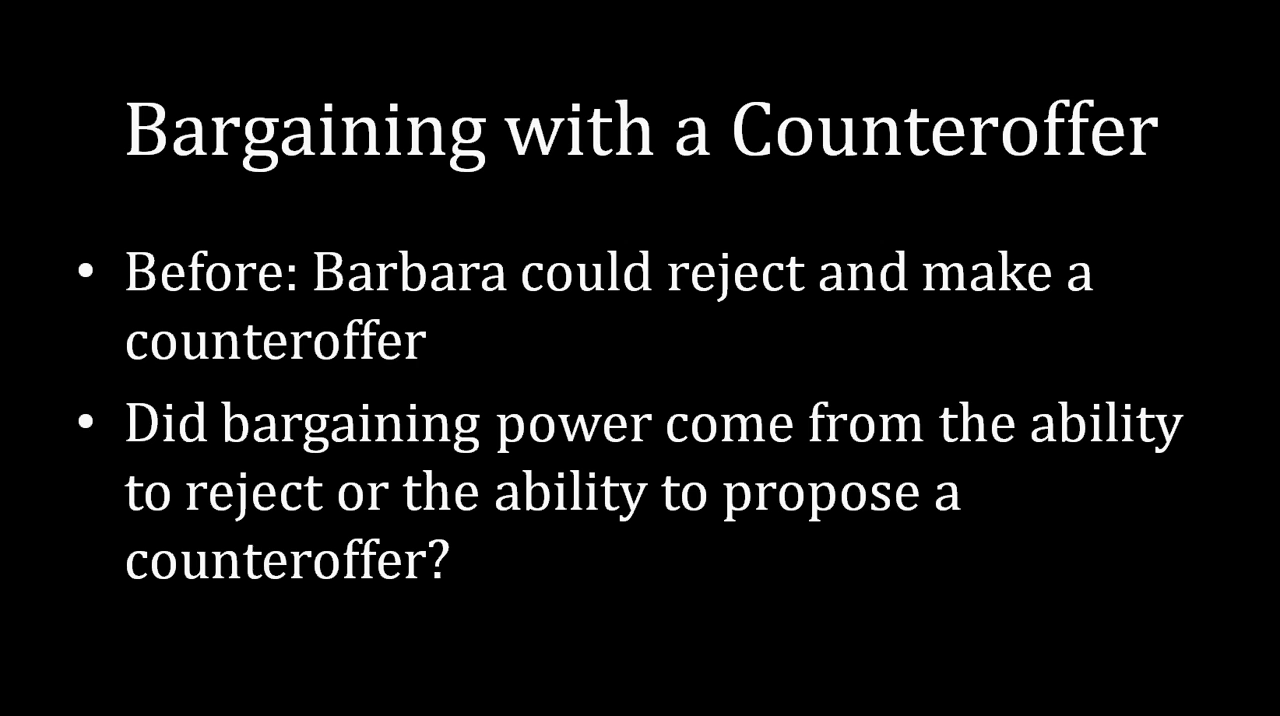 Bargaining with a Counteroffer
• Before: Barbara could reject and make a
counteroffer
• Did bargaining power come from the ability
to reject or the ability to propose a
counteroffer?